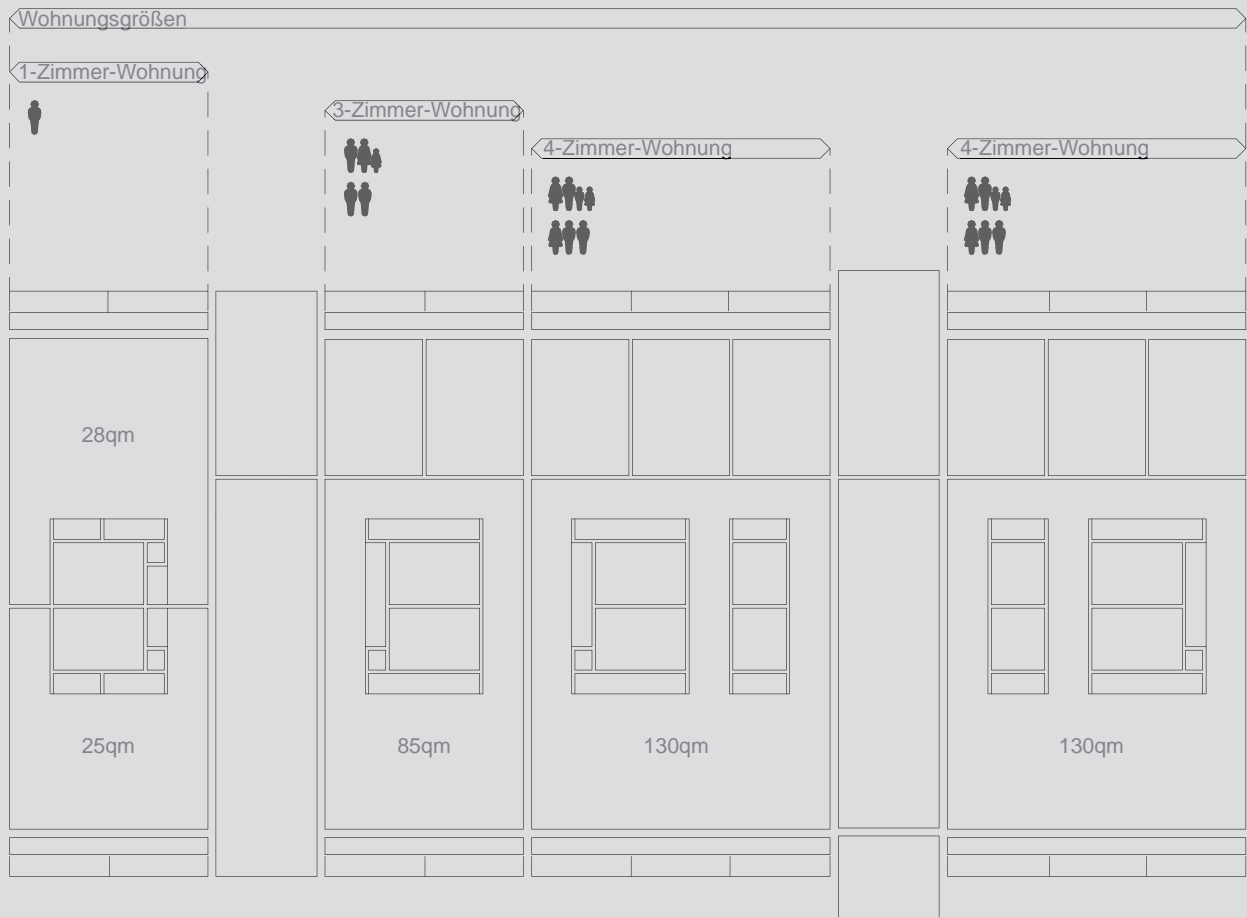 Wohnungsgrößen
1-Zimmer-Wohnung
3-Zimmer-Wohnung
4-Zimmer-Wohnung
4-Zimmer-Wohnung
28qm
25qm
85qm
130qm
130qm